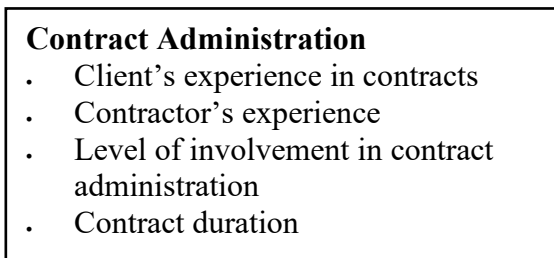 Contract Administration
. Client’s experience in contracts
. Contractor’s experience
. Level of involvement in contract
administration
. Contract duration